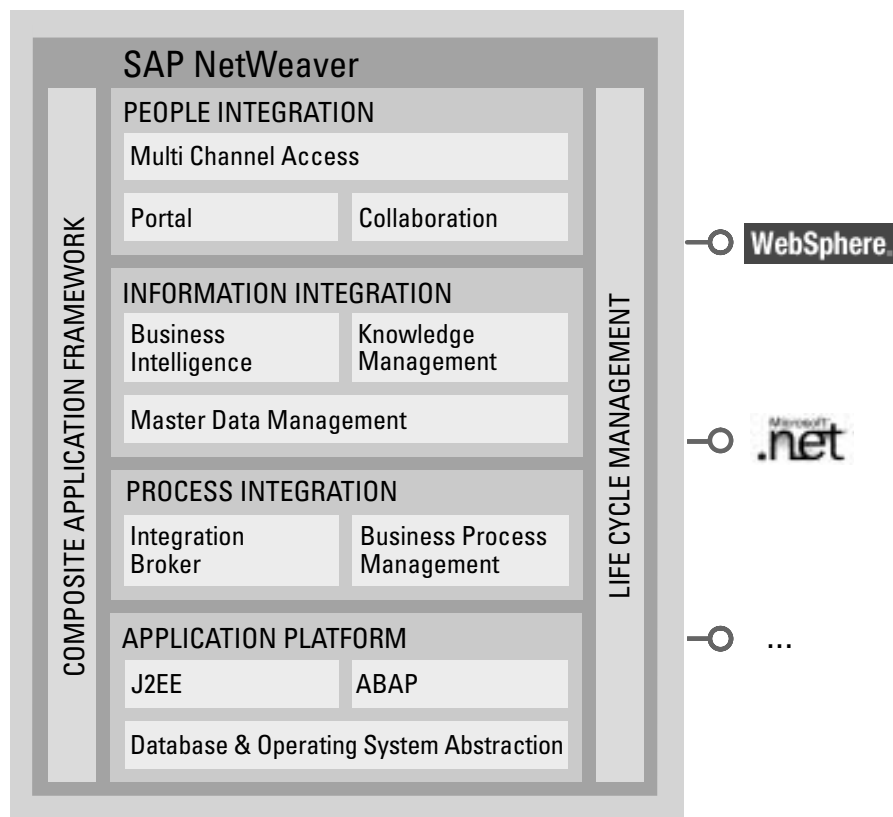 SAP NetWeaver
COMPOSITE APPLICATION FRAMEWORK
PEOPLE INTEGRATION
Multi Channel Access
Portal
Collaboration
INFORMATION INTEGRATION
Business
Intelligence
Knowledge
Management
Master Data Management
PROCESS INTEGRATION
Integration
Broker
Business Process
Management
APPLICATION PLATFORM
J2EE
ABAP
Database & Operating System Abstraction
LIFE CYCLE MANAGEMENT
WebSphere.
Microsoft
.net
...